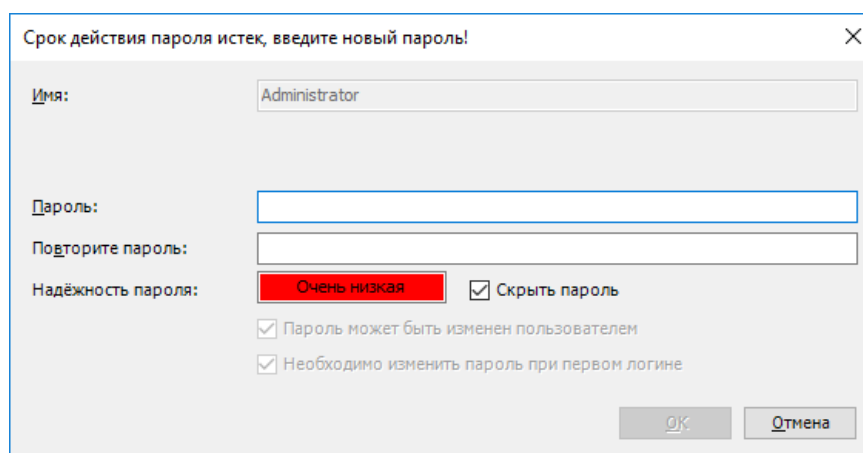 Срок действия пароля истек, введите новый пароль!
Имя: Administrator
Пароль:
Повторите пароль:
Надёжность пароля: Очень низкая Скрыть пароль
Пароль может быть изменен пользователем
Необходимо изменить пароль при первом логине
OK Отмена